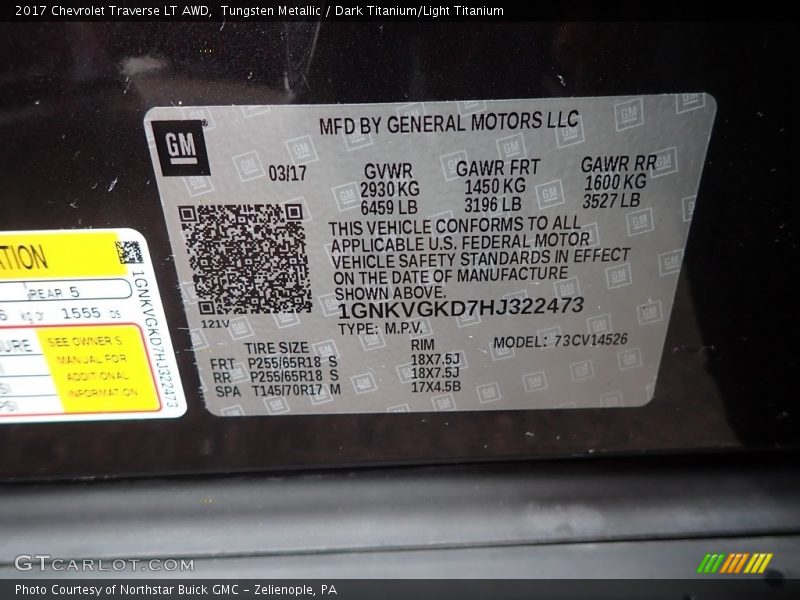 2017 Chevrolet Traverse LT AWD, Tungsten Metallic / Dark Titanium/Light Titanium
GM
MFD BY GENERAL MOTORS LLC
03/17 GVWR GAWR FRT GAWR RR
2930 KG 1450 KG 1600 KG
6459 LB 3196 LB 3527 LB
THIS VEHICLE CONFORMS TO ALL
APPLICABLE U.S. FEDERAL MOTOR
VEHICLE SAFETY STANDARDS IN EFFECT
ON THE DATE OF MANUFACTURE
SHOWN ABOVE.
1GNKVGKD7HJ322473
121V
TYPE: M.P.V.
MODEL: 73CV14526
TIRE SIZE RIM
FRT P255/65R18 S 18X7.5J
RR P255/65R18 S 18X7.5J
SPA T145/70R17 M 17X4.5B
REAR 5
kg or 1555
SEE OWNER'S
MANUAL FOR
ADDITIONAL
INFORMATION
1GNKVGKD7HJ322473
GTCARLOT.COM
Photo Courtesy of Northstar Buick GMC - Zelienople, PA